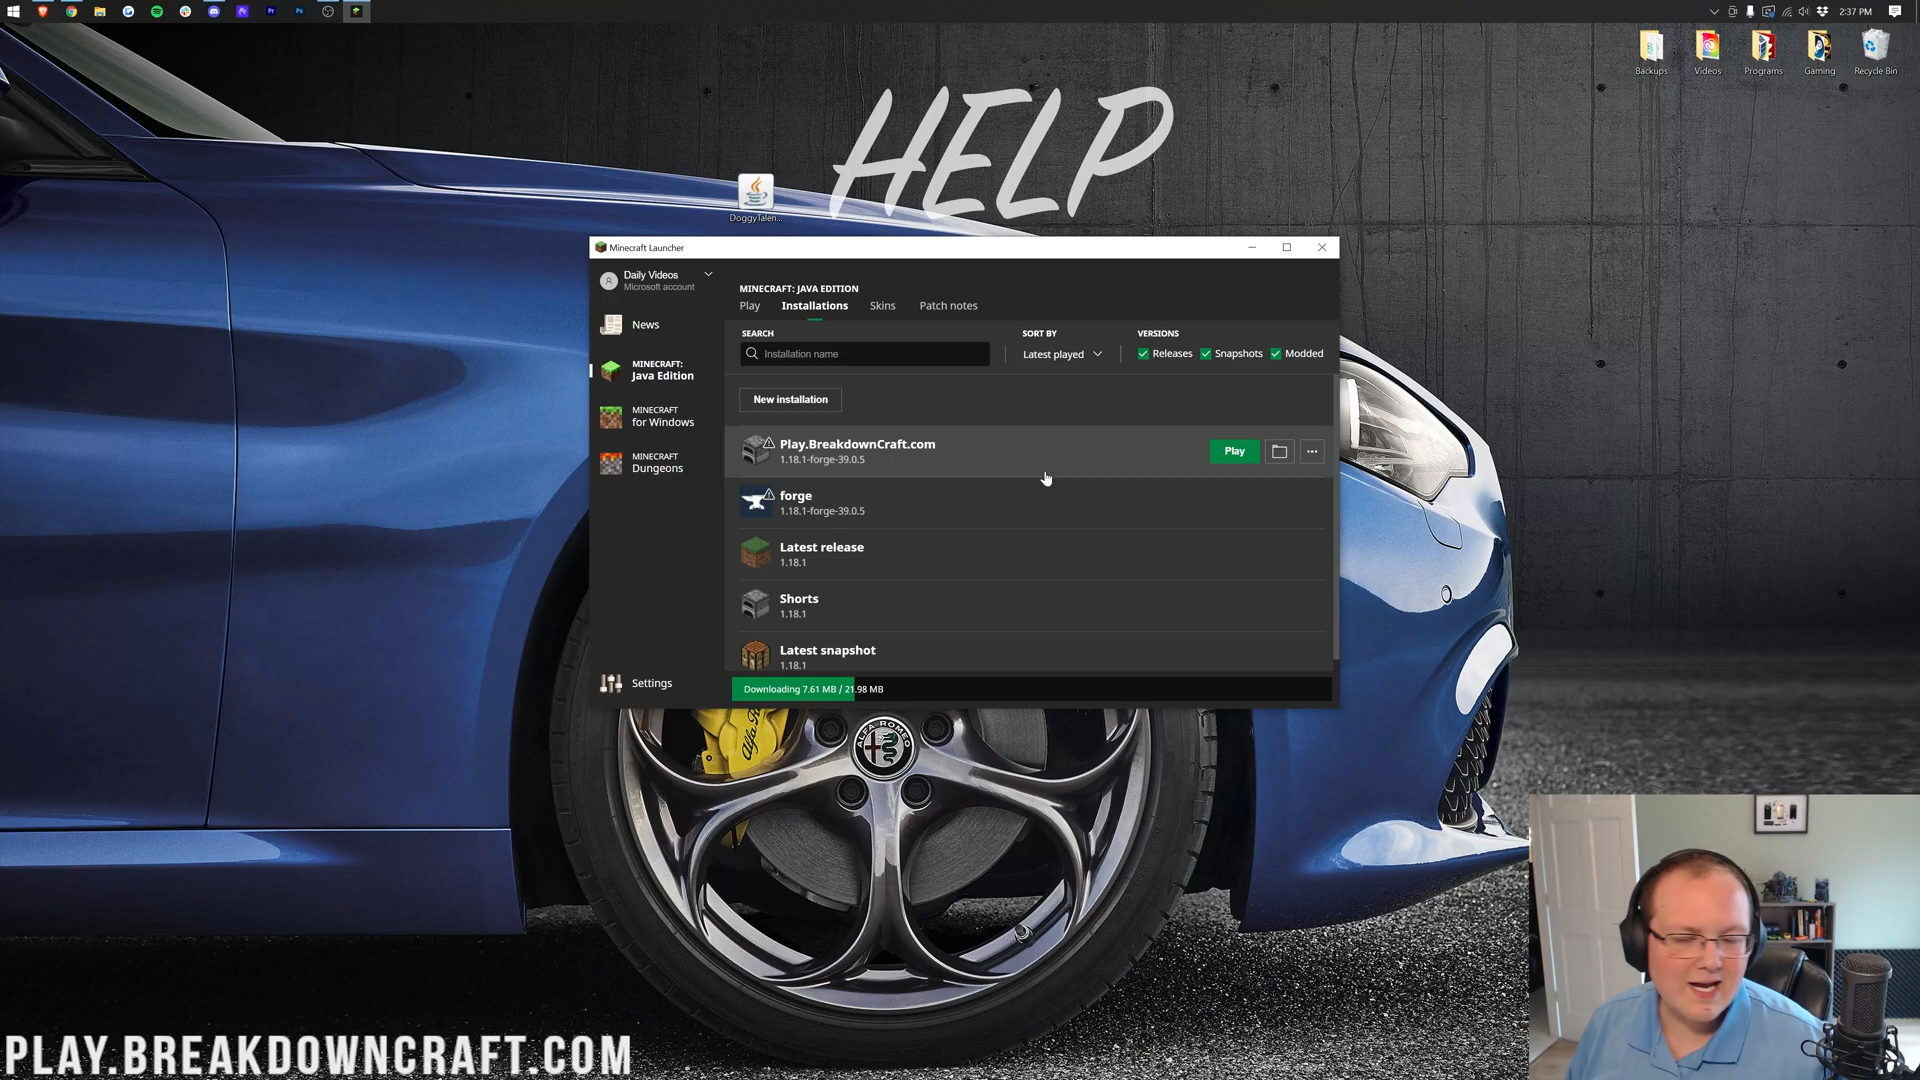 2:37 PM
Backups
Videos
Programs
Gaming
Recycle Bin
HELP
DoggyTalen...
Minecraft Launcher
Daily Videos
Microsoft account
News
MINECRAFT:
Java Edition
MINECRAFT
for Windows
MINECRAFT
Dungeons
Settings
MINECRAFT: JAVA EDITION
Play
Installations
Skins
Patch notes
SEARCH
SORT BY
VERSIONS
Installation name
Latest played
Releases
Snapshots
Modded
New installation
Play.BreakdownCraft.com
1.18.1-forge-39.0.5
Play
forge
1.18.1-forge-39.0.5
Latest release
1.18.1
Shorts
1.18.1
Latest snapshot
1.18.1
Downloading 7.61 MB / 21.98 MB
Alfa Romeo
ALFA ROMEO
PLAY.BREAKDOWNCRAFT.COM